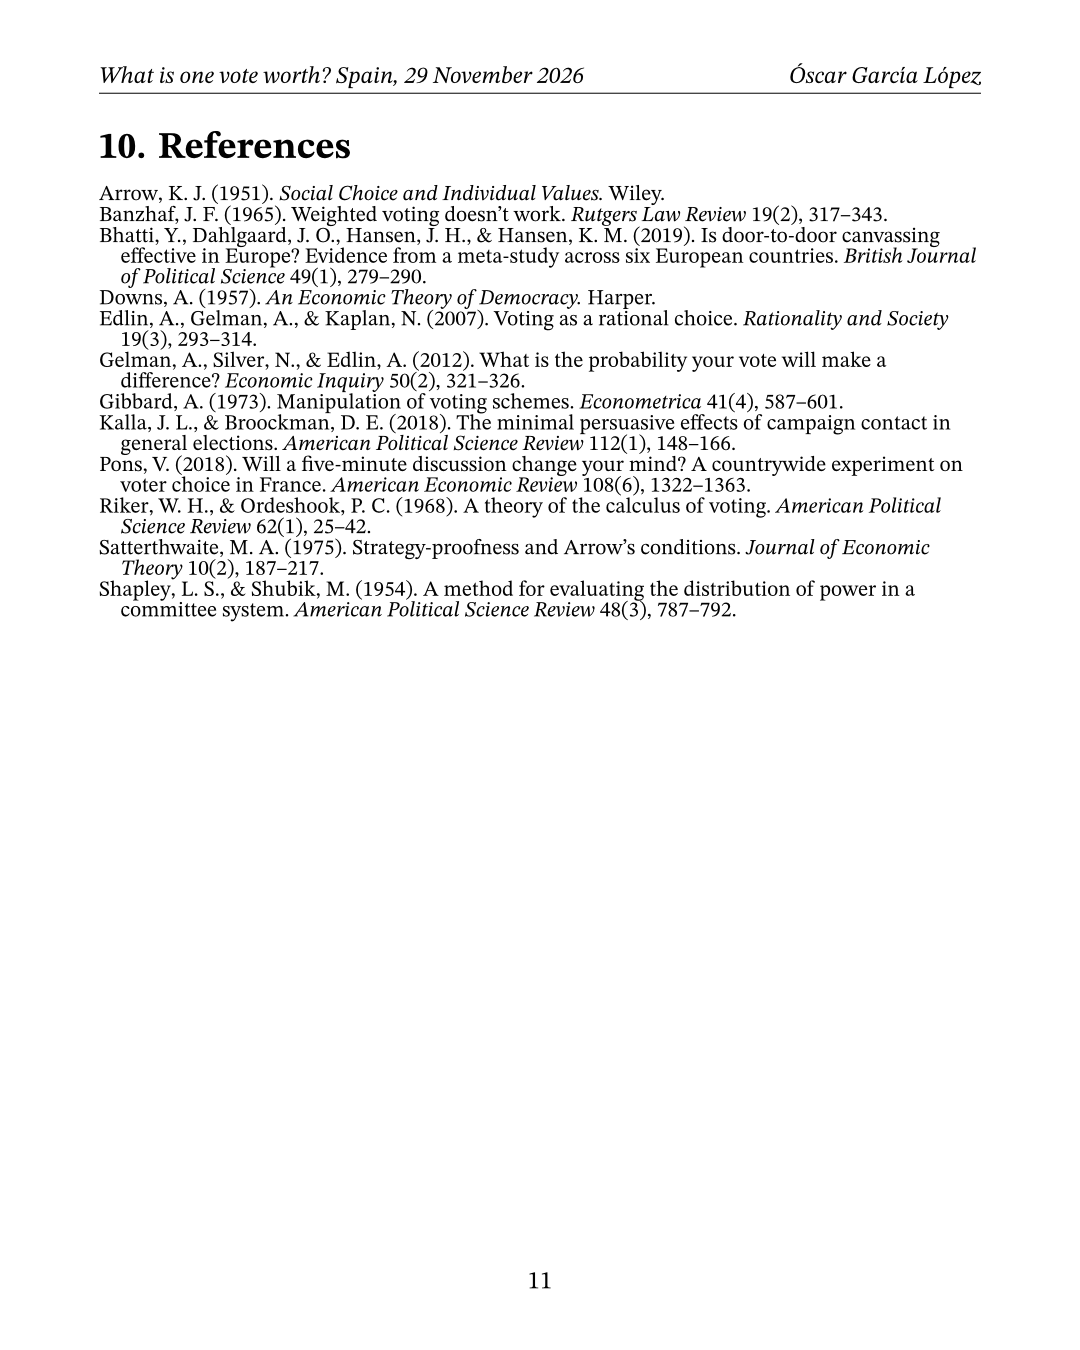 What is one vote worth? Spain, 29 November 2026
Óscar García López
10. References
Arrow, K. J. (1951). Social Choice and Individual Values. Wiley.
Banzhaf, J. F. (1965). Weighted voting doesn’t work. Rutgers Law Review 19(2), 317–343.
Bhatti, Y., Dahlgaard, J. O., Hansen, J. H., & Hansen, K. M. (2019). Is door-to-door canvassing
effective in Europe? Evidence from a meta-study across six European countries. British Journal
of Political Science 49(1), 279–290.
Downs, A. (1957). An Economic Theory of Democracy. Harper.
Edlin, A., Gelman, A., & Kaplan, N. (2007). Voting as a rational choice. Rationality and Society
19(3), 293–314.
Gelman, A., Silver, N., & Edlin, A. (2012). What is the probability your vote will make a
difference? Economic Inquiry 50(2), 321–326.
Gibbard, A. (1973). Manipulation of voting schemes. Econometrica 41(4), 587–601.
Kalla, J. L., & Broockman, D. E. (2018). The minimal persuasive effects of campaign contact in
general elections. American Political Science Review 112(1), 148–166.
Pons, V. (2018). Will a five-minute discussion change your mind? A countrywide experiment on
voter choice in France. American Economic Review 108(6), 1322–1363.
Riker, W. H., & Ordeshook, P. C. (1968). A theory of the calculus of voting. American Political
Science Review 62(1), 25–42.
Satterthwaite, M. A. (1975). Strategy-proofness and Arrow’s conditions. Journal of Economic
Theory 10(2), 187–217.
Shapley, L. S., & Shubik, M. (1954). A method for evaluating the distribution of power in a
committee system. American Political Science Review 48(3), 787–792.
11